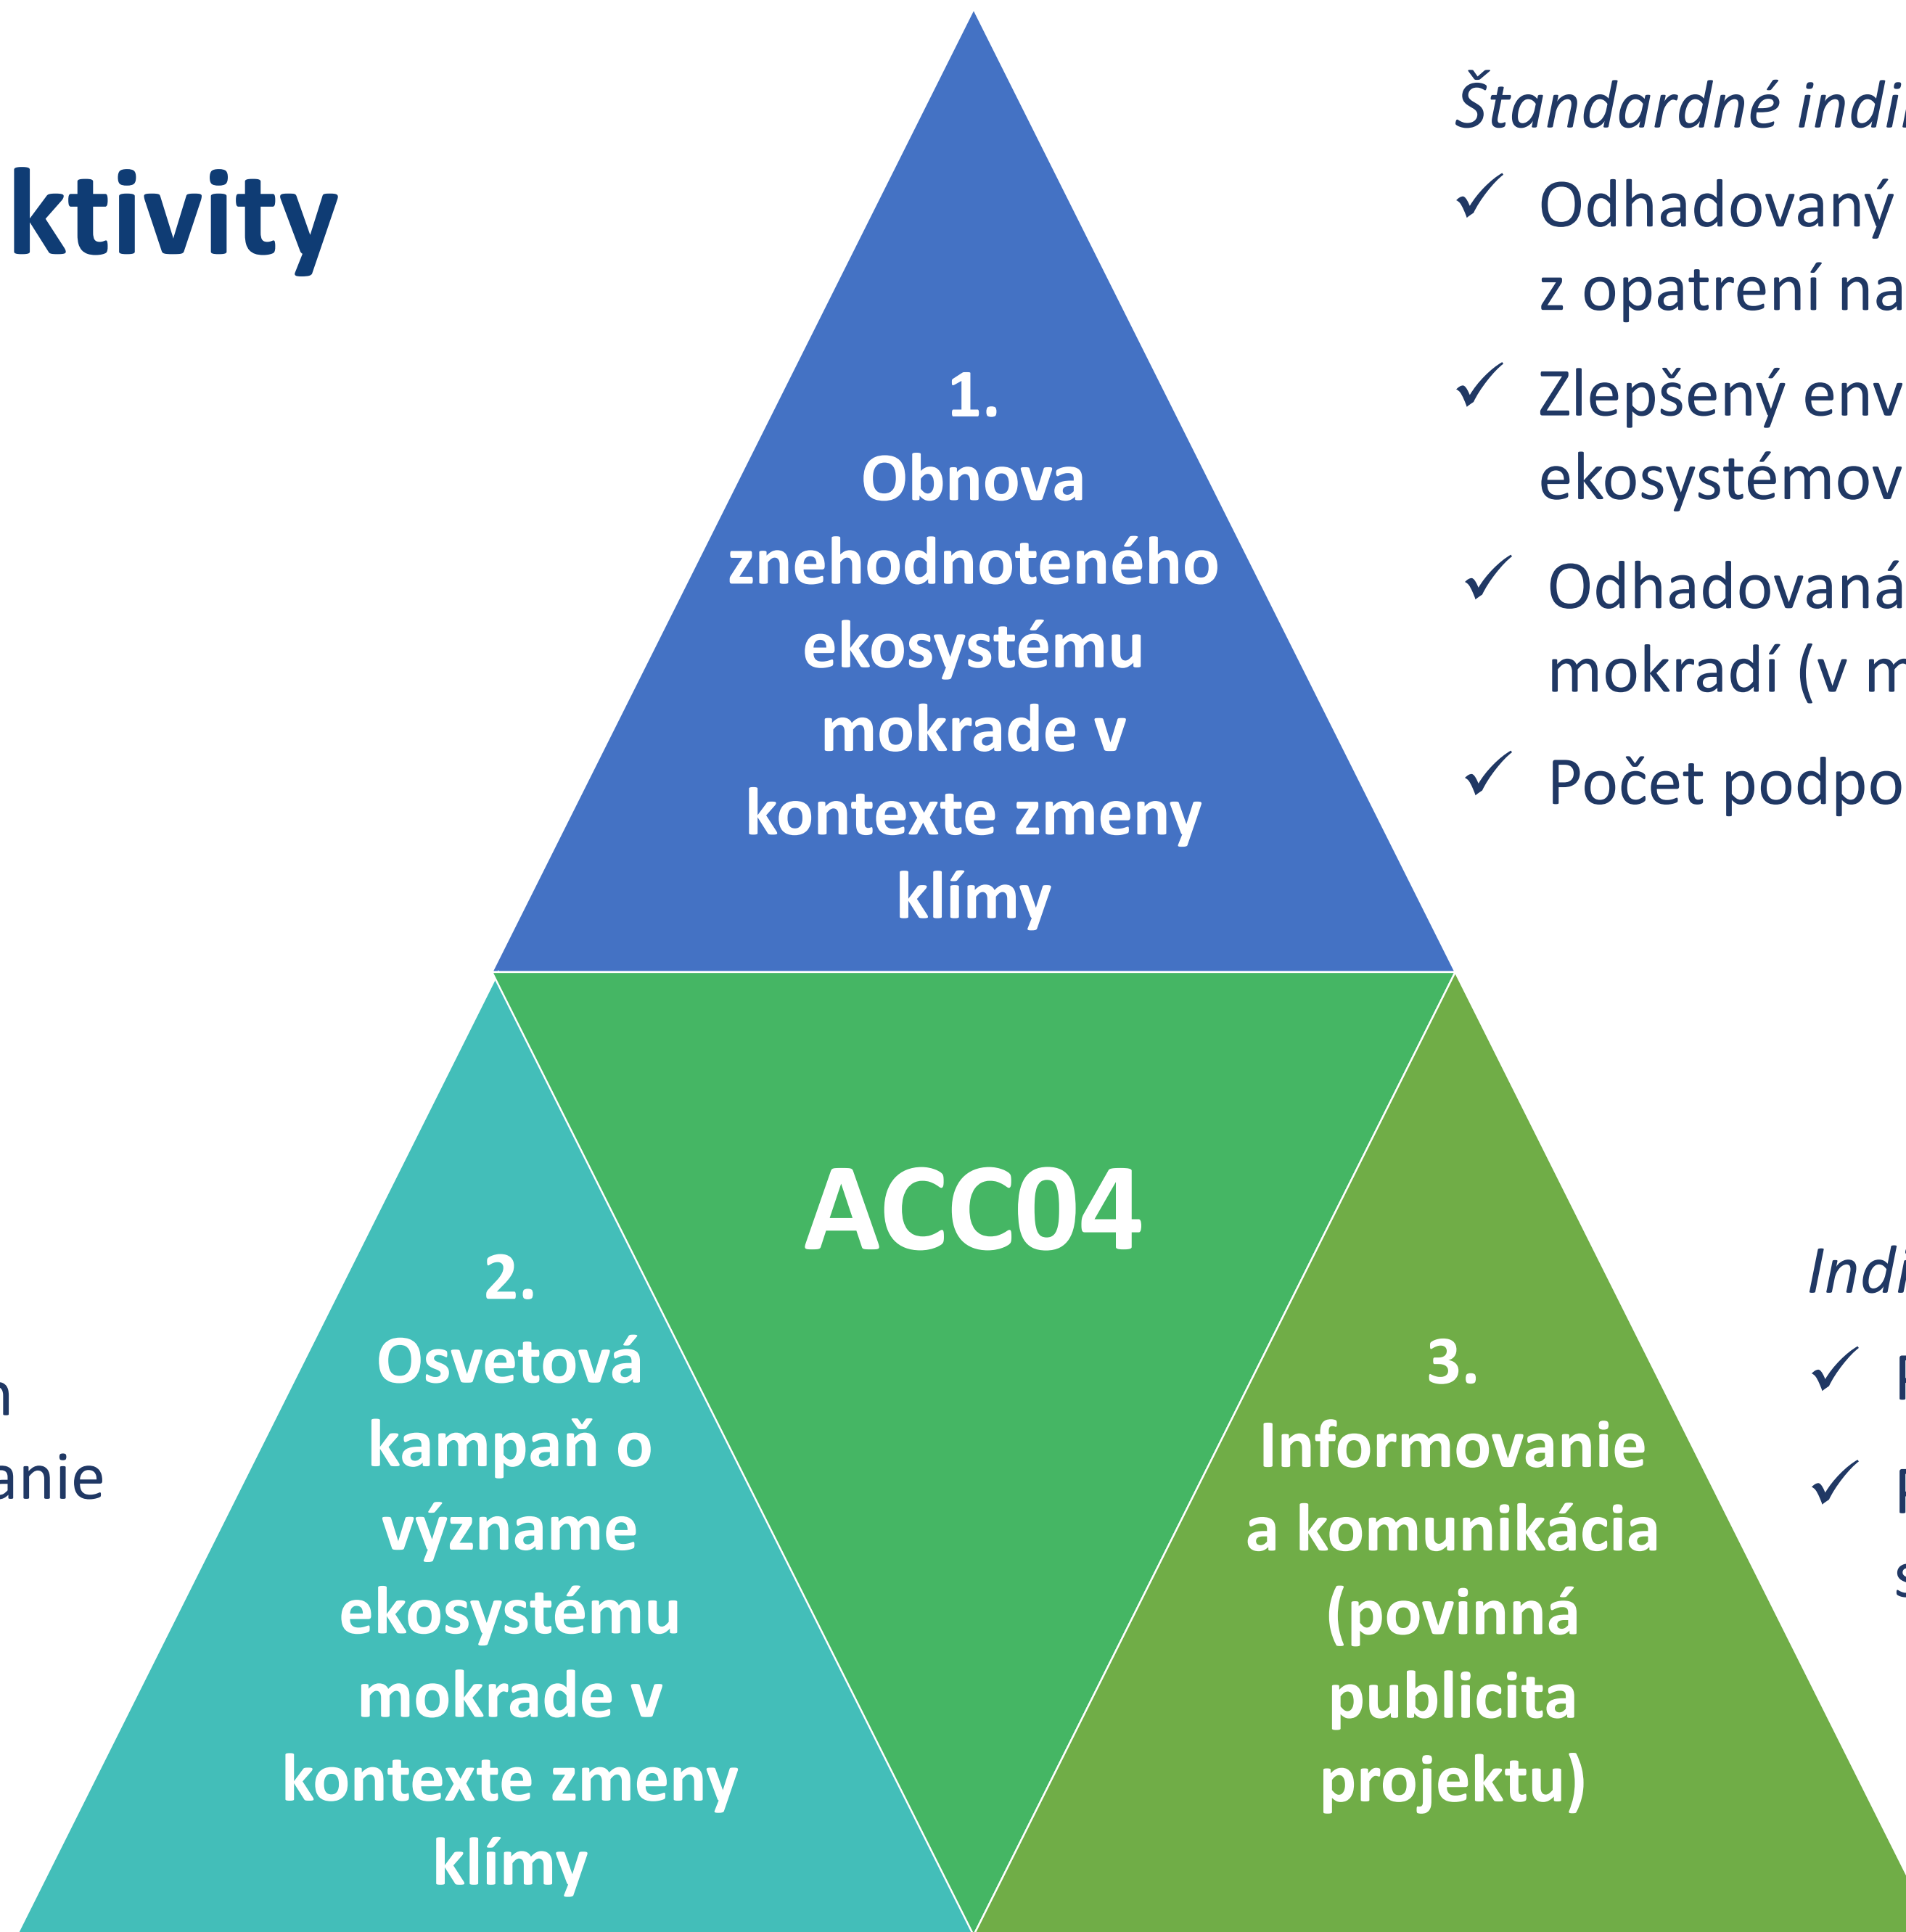 ktivity
Štandardné indi
Odhadovaný
z opatrení na
Zlepšený env
ekosystémov
Odhadovaná
mokradí (v m
Počet podpo
1.
Obnova
znehodnoteného
ekosystému
mokrade v
kontexte zmeny
klímy
ACC04
2.
Osvetová
kampaň o
význame
ekosystému
mokrade v
kontexte zmeny
klímy
anie
3.
Informovanie
a komunikácia
(povinná
publicita
projektu)
Indi